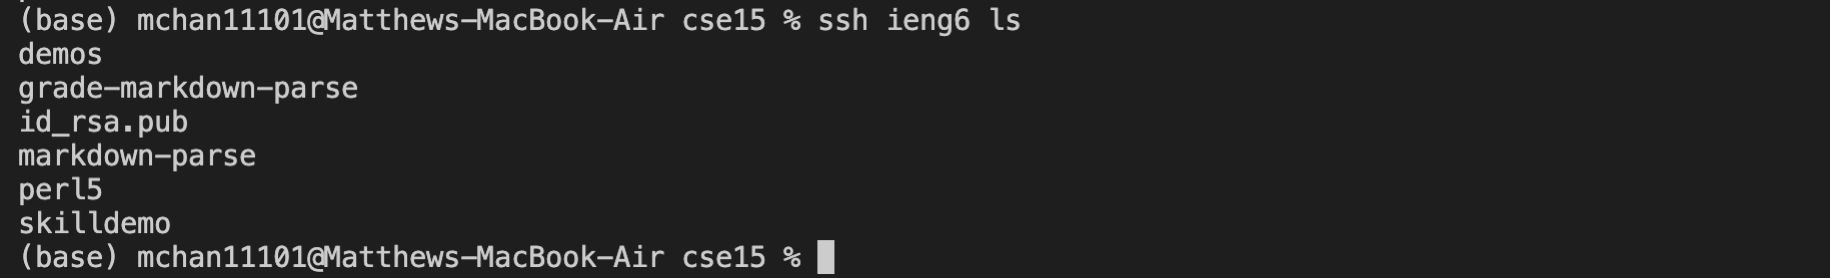 (base) mchan11101@Matthews-MacBook-Air cse15 % ssh ieng6 ls
demos
grade-markdown-parse
id_rsa.pub
markdown-parse
perl5
skilldemo
(base) mchan11101@Matthews-MacBook-Air cse15 %